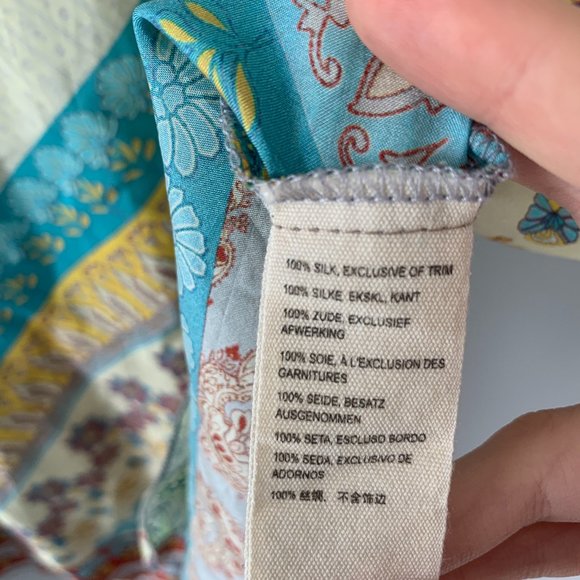 100% SILK, EXCLUSIVE OF TRIM
100% SILKE. EKSKL. KANT
100% ZUDE, EXCLUSIEF
AFWERKING
100% SOIE, À L'EXCLUSION DES
GARNITURES
100% SEIDE, BESATZ
AUSGENOMMEN
100% SETA, ESCLUSO BORDO
100% SEDA, EXCLUSIVO DE
ADORNOS
100% 丝绸，不含饰边